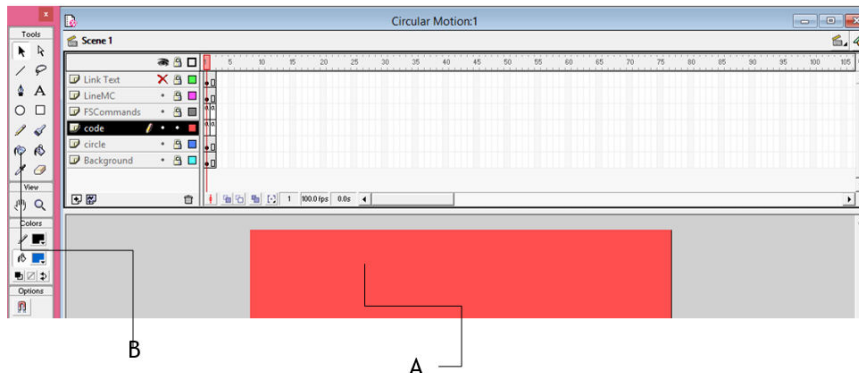 Circular Motion:1
Tools
Scene 1
5 10 15 20 25 30 35 40 45 50 55 60 65 70 75 80 85 90 95 100 105
Link Text
LineMC
FSCommands
code
circle
Background
A
View
1 100.0 fps 0.0s
Colors
Options
B
A